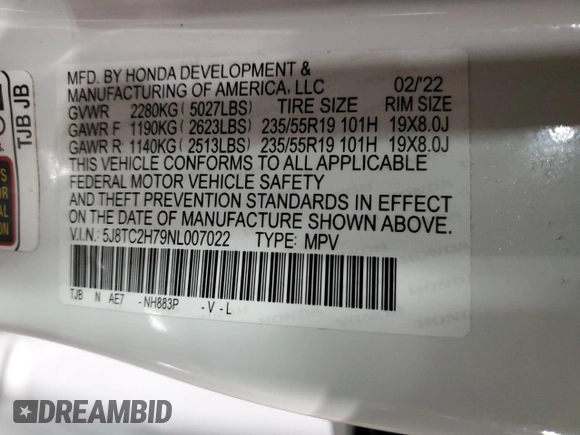 MFD. BY HONDA DEVELOPMENT &
MANUFACTURING OF AMERICA, LLC 02/'22
GVWR 2280KG ( 5027LBS) TIRE SIZE RIM SIZE
GAWR F 1190KG ( 2623LBS) 235/55R19 101H 19X8.0J
GAWR R 1140KG ( 2513LBS) 235/55R19 101H 19X8.0J
THIS VEHICLE CONFORMS TO ALL APPLICABLE
FEDERAL MOTOR VEHICLE SAFETY
AND THEFT PREVENTION STANDARDS IN EFFECT
ON THE DATE OF MANUFACTURE SHOWN ABOVE.
V.I.N.: 5J8TC2H79NL007022 TYPE: MPV
TJB N AE7 -NH883P -V-L
TJB JB
HONDA
DREAMBID